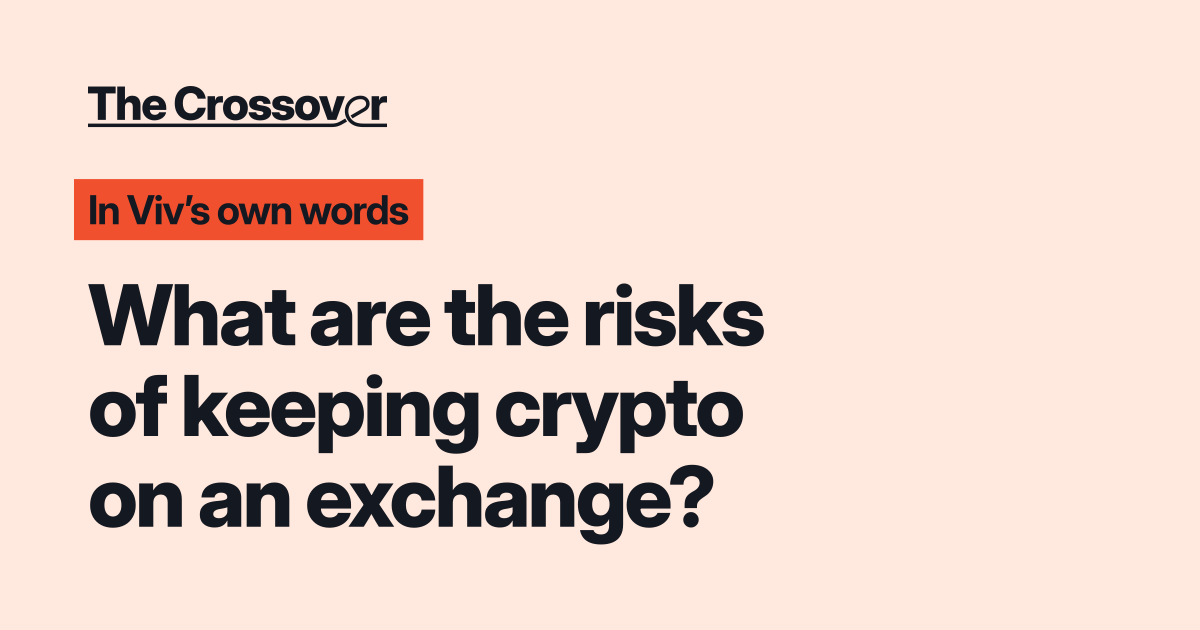 The Crossover
In Viv’s own words
What are the risks
of keeping crypto
on an exchange?